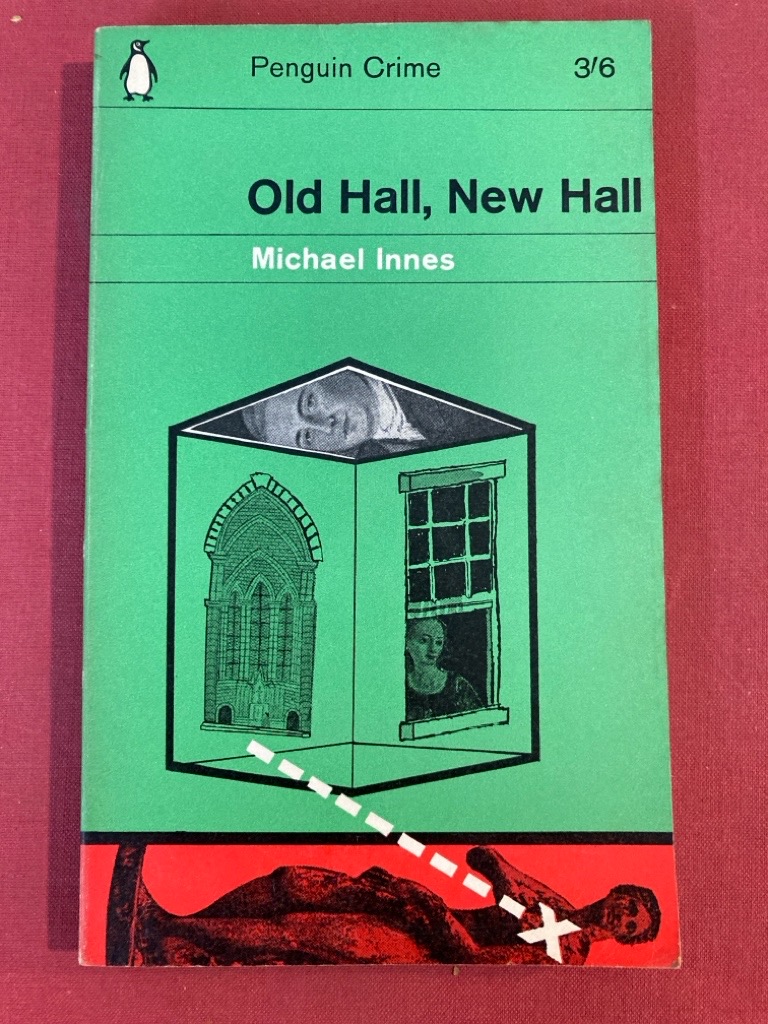 Penguin Crime 3/6
Old Hall, New Hall
Michael Innes